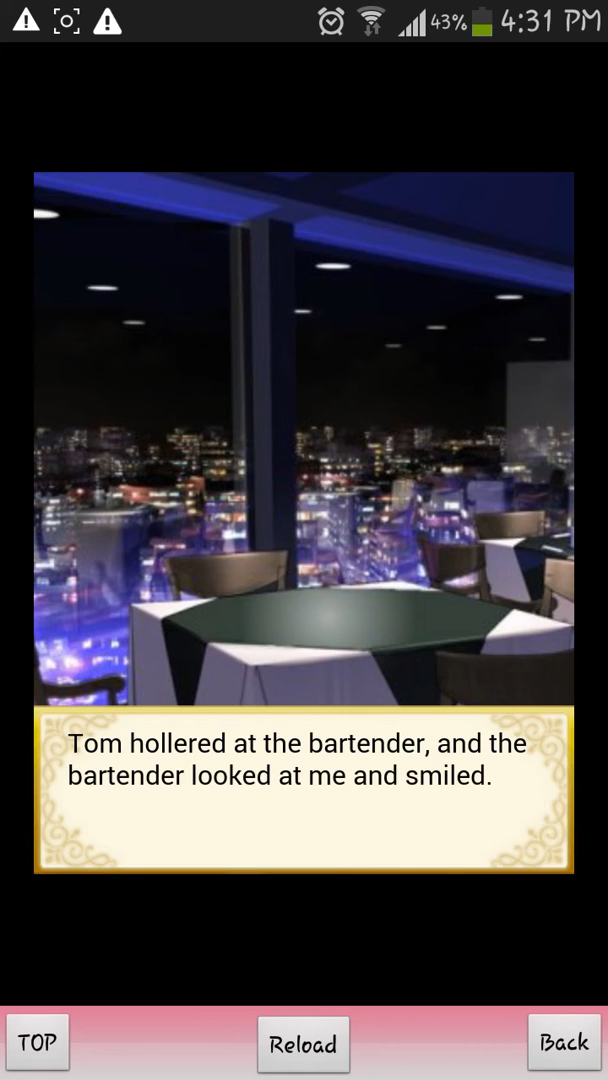 43% 4:31 PM
Tom hollered at the bartender, and the
bartender looked at me and smiled.
TOP Reload Back